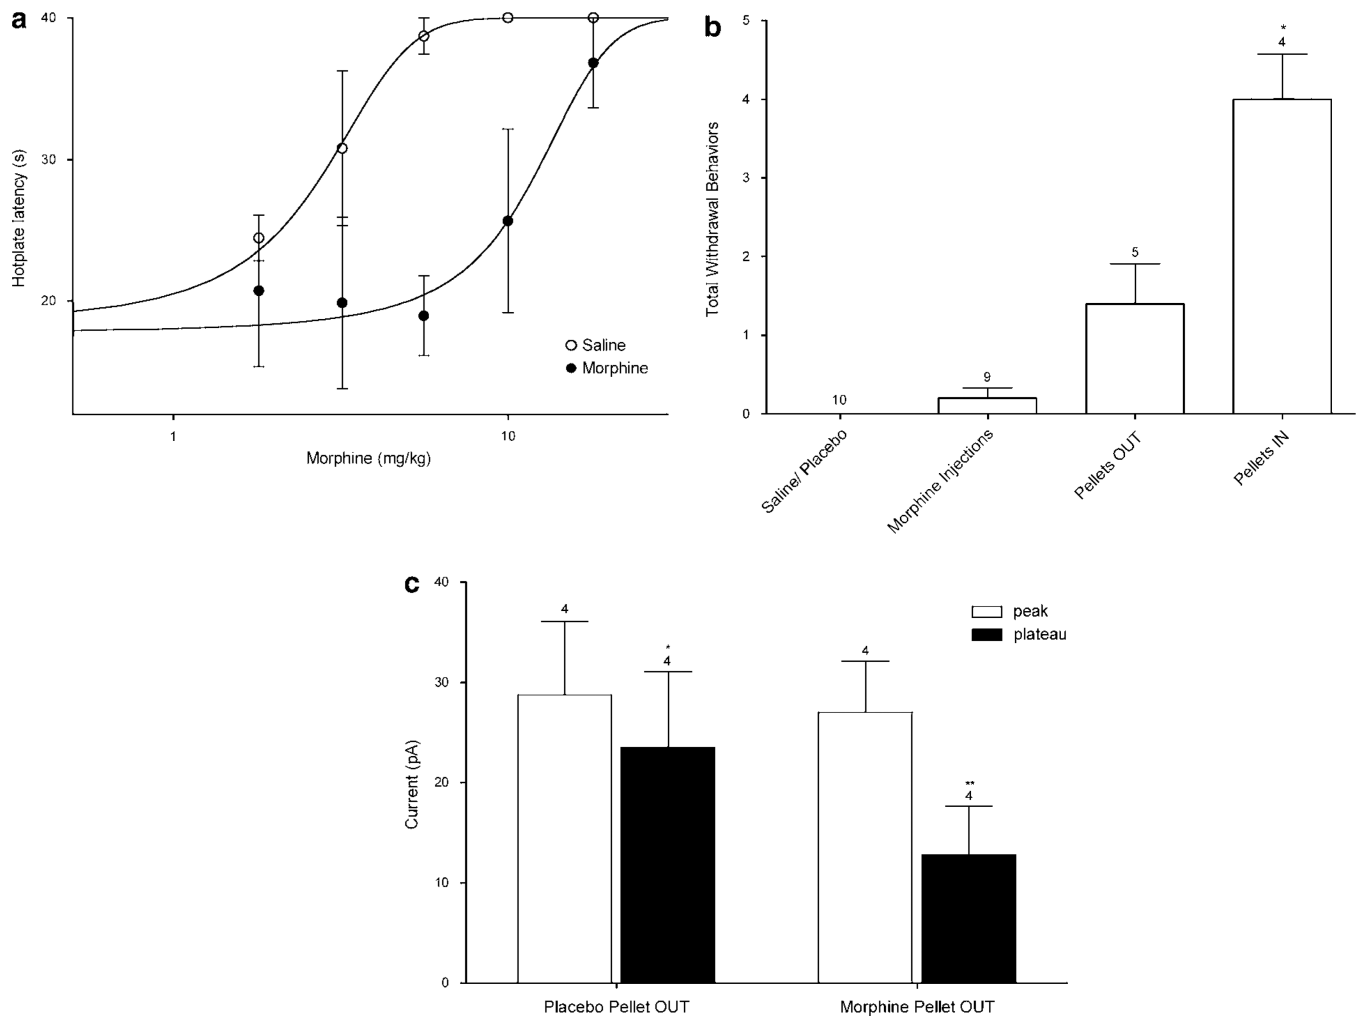 a
40
30
20
Hotplate latency (s)
Saline
Morphine
1
10
Morphine (mg/kg)
b
5
4
3
2
1
0
Total Withdrawal Behaviors
10
9
5
*
4
Saline/ Placebo
Morphine Injections
Pellets OUT
Pellets IN
c
40
30
20
10
0
Current (pA)
4
*
4
4
**
4
peak
plateau
Placebo Pellet OUT
Morphine Pellet OUT